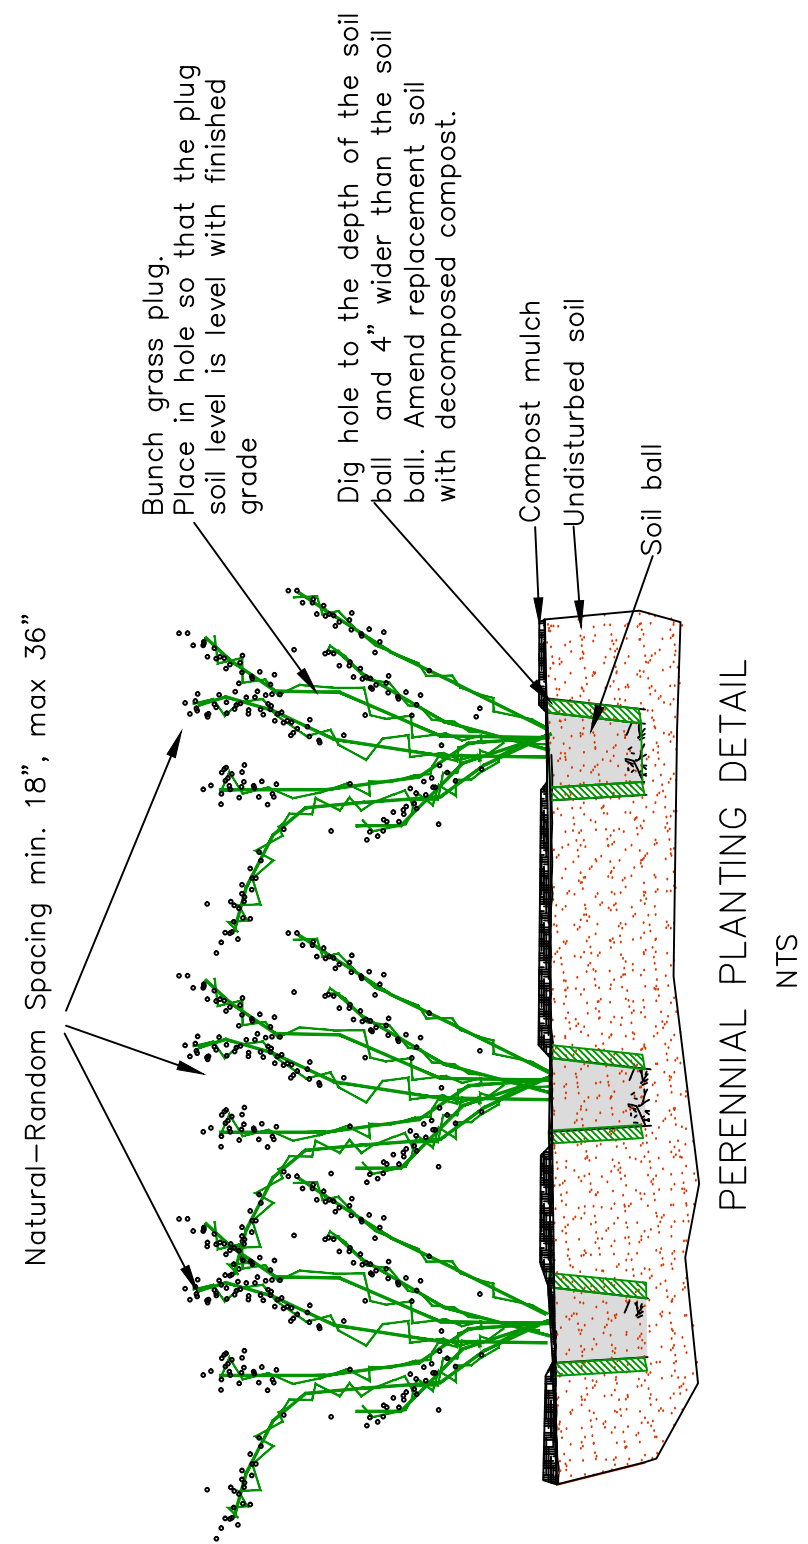 Natural-Random Spacing min. 18", max 36"
Bunch grass plug.
Place in hole so that the plug
soil level is level with finished
grade
Dig hole to the depth of the soil
ball and 4" wider than the soil
ball. Amend replacement soil
with decomposed compost.
Compost mulch
Undisturbed soil
Soil ball
PERENNIAL PLANTING DETAIL
NTS